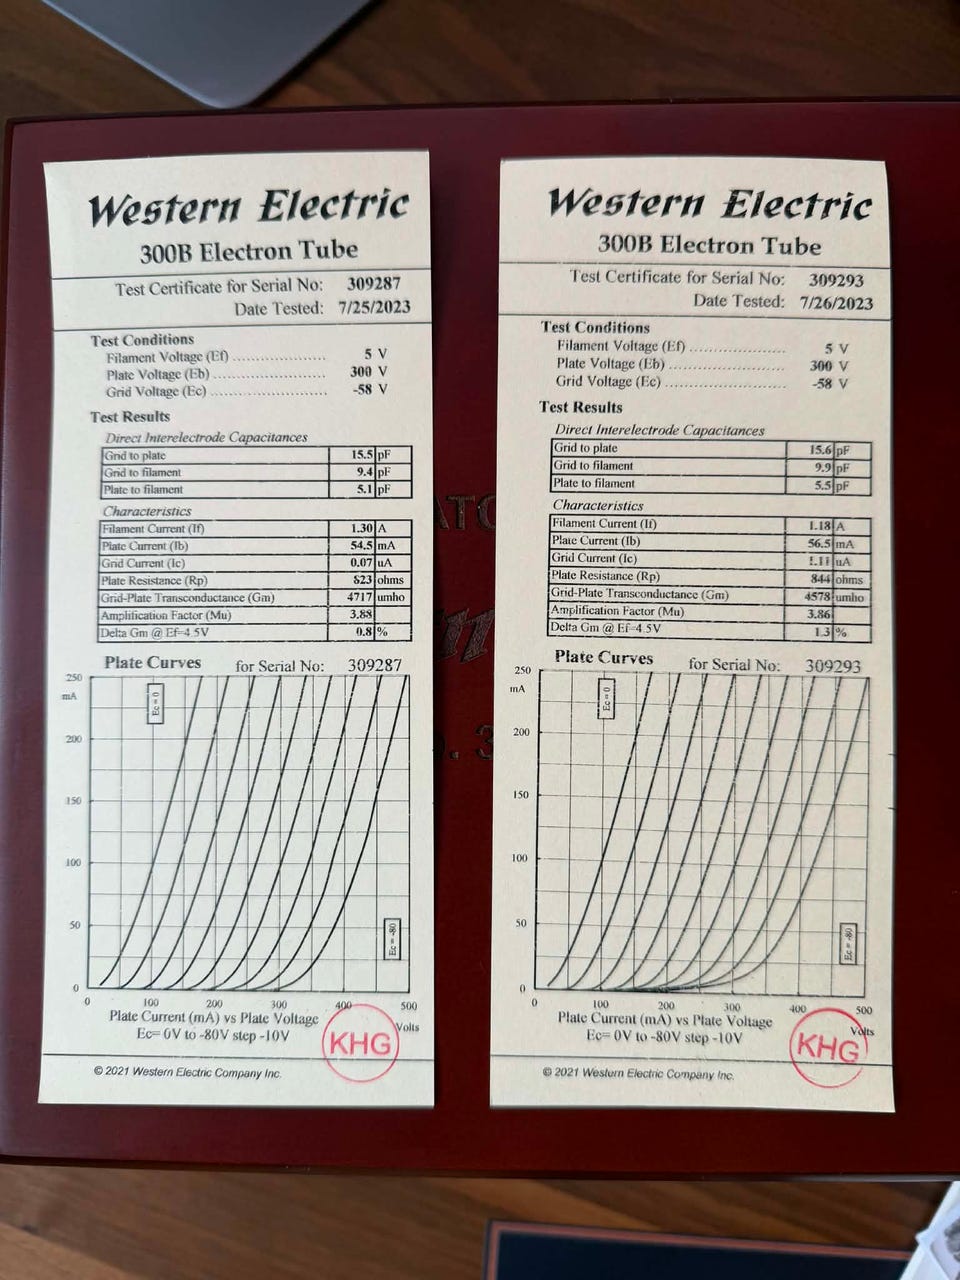 Western Electric
300B Electron Tube
Test Certificate for Serial No: 309287
Date Tested: 7/25/2023
Test Conditions
Filament Voltage (Ef) .................... 5 V
Plate Voltage (Eb) ........................ 300 V
Grid Voltage (Ec) ......................... -58 V
Test Results
Direct Interelectrode Capacitances
Grid to plate 15.5 pF
Grid to filament 9.4 pF
Plate to filament 5.1 pF
Characteristics
Filament Current (If) 1.30 A
Plate Current (Ib) 54.5 mA
Grid Current (Ic) 0.07 uA
Plate Resistance (Rp) 823 ohms
Grid-Plate Transconductance (Gm) 4717 umho
Amplification Factor (Mu) 3.88
Delta Gm @ Ef=4.5V 0.8 %
Plate Curves for Serial No: 309287
250
mA
200
150
100
50
0
Ec = 0
Ec = -80
0 100 200 300 400 500
Volts
Plate Current (mA) vs Plate Voltage
Ec= 0V to -80V step -10V
KHG
© 2021 Western Electric Company Inc.
Western Electric
300B Electron Tube
Test Certificate for Serial No: 309293
Date Tested: 7/26/2023
Test Conditions
Filament Voltage (Ef) .................... 5 V
Plate Voltage (Eb) ........................ 300 V
Grid Voltage (Ec) ......................... -58 V
Test Results
Direct Interelectrode Capacitances
Grid to plate 15.6 pF
Grid to filament 9.9 pF
Plate to filament 5.5 pF
Characteristics
Filament Current (If) 1.18 A
Plate Current (Ib) 56.5 mA
Grid Current (Ic) 1.11 uA
Plate Resistance (Rp) 844 ohms
Grid-Plate Transconductance (Gm) 4578 umho
Amplification Factor (Mu) 3.86
Delta Gm @ Ef=4.5V 1.3 %
Plate Curves for Serial No: 309293
250
mA
200
150
100
50
0
Ec = 0
Ec = -80
0 100 200 300 400 500
Volts
Plate Current (mA) vs Plate Voltage
Ec= 0V to -80V step -10V
KHG
© 2021 Western Electric Company Inc.